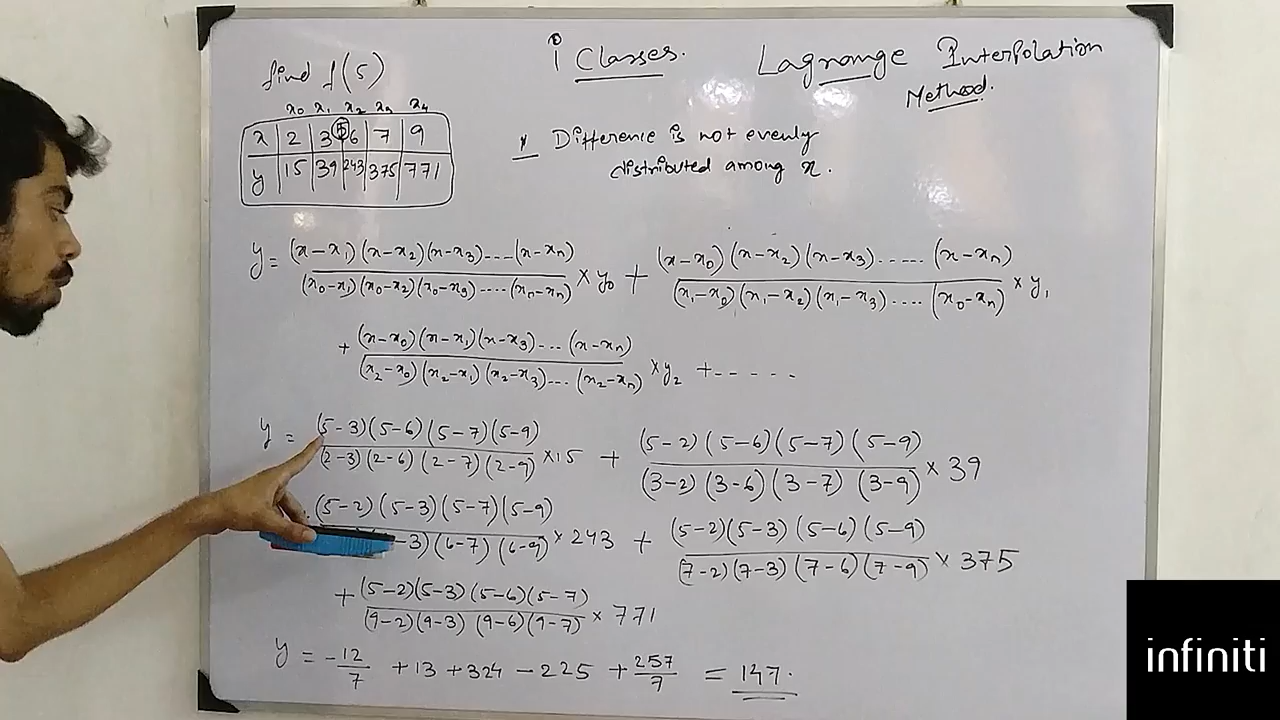 i Classes.
Lagrange Interpolation
Method.
find f(5)
x₀ x₁ x₂ x₃ x₄
x | 2 | 3 (5) 6 | 7 | 9
y | 15 | 39 | 243 | 375 | 771
* Difference is not evenly
distributed among x.
y = (x-x₁)(x-x₂)(x-x₃)....(x-xₙ) / (x₀-x₁)(x₀-x₂)(x₀-x₃)....(x₀-xₙ) × y₀ + (x-x₀)(x-x₂)(x-x₃)......(x-xₙ) / (x₁-x₀)(x₁-x₂)(x₁-x₃)....(x₀-xₙ) × y₁
+ (x-x₀)(x-x₁)(x-x₃)...(x-xₙ) / (x₂-x₀)(x₂-x₁)(x₂-x₃)...(x₂-xₙ) × y₂ + - - - - -
y = (5-3)(5-6)(5-7)(5-9) / (2-3)(2-6)(2-7)(2-9) × 15 + (5-2)(5-6)(5-7)(5-9) / (3-2)(3-6)(3-7)(3-9) × 39
(5-2)(5-3)(5-7)(5-9) / -3)(6-7)(6-9) × 243 + (5-2)(5-3)(5-6)(5-9) / (7-2)(7-3)(7-6)(7-9) × 375
+ (5-2)(5-3)(5-6)(5-7) / (9-2)(9-3)(9-6)(9-7) × 771
y = -12/7 + 13 + 324 - 225 + 257/7 = 147.
infiniti